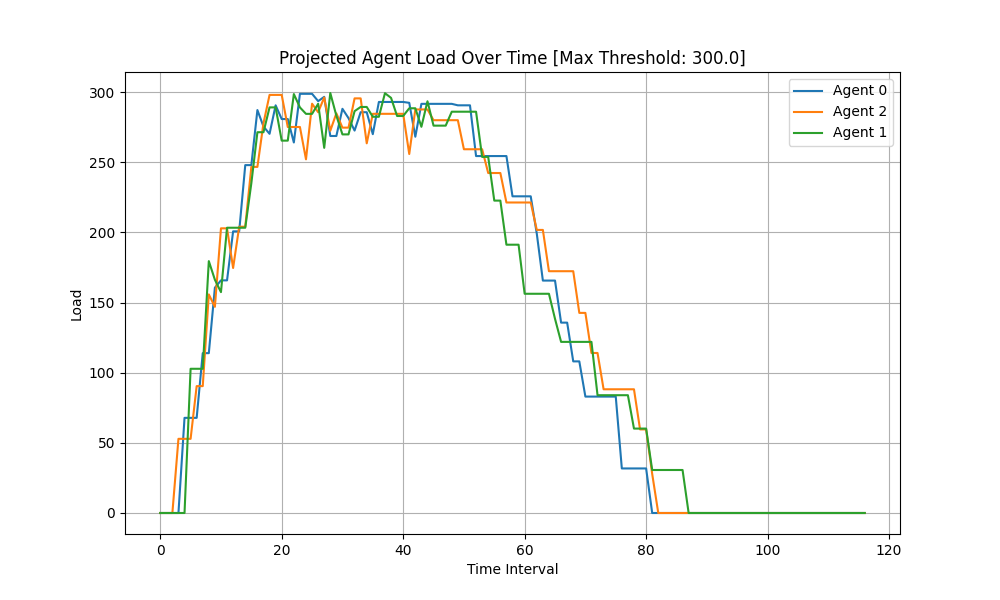 Projected Agent Load Over Time [Max Threshold: 300.0]
Agent 0
Agent 2
Agent 1
Load
300
250
200
150
100
50
0
0 20 40 60 80 100 120
Time Interval